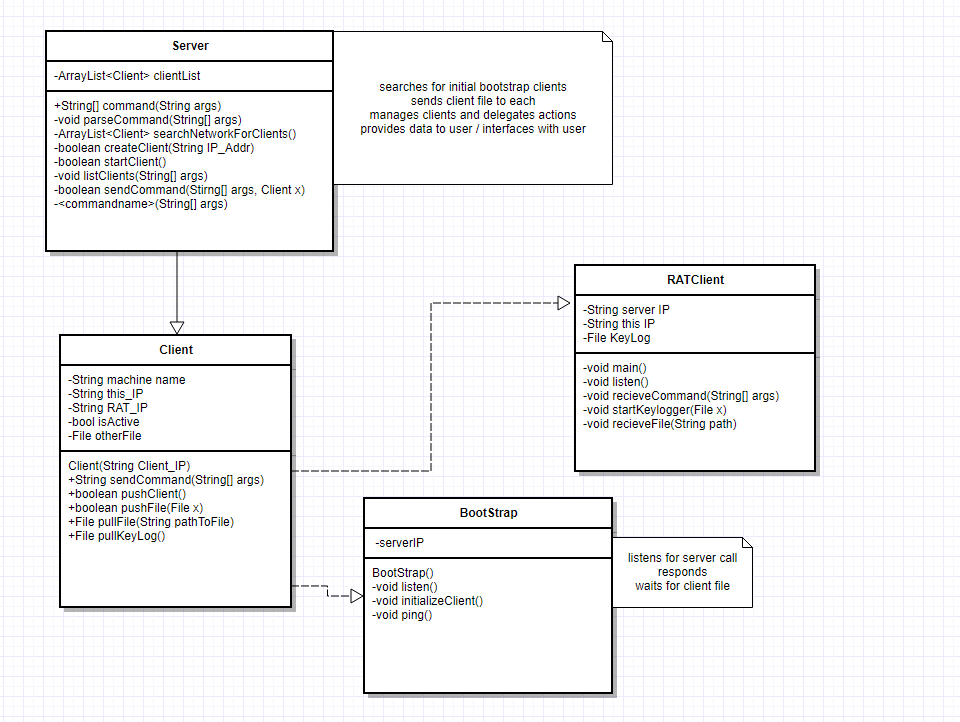 Server
-ArrayList<Client> clientList
+String[] command(String args)
-void parseCommand(String[] args)
-ArrayList<Client> searchNetworkForClients()
-boolean createClient(String IP_Addr)
-boolean startClient()
-void listClients(String[] args)
-boolean sendCommand(Stirng[] args, Client x)
-<commandname>(String[] args)
searches for initial bootstrap clients
sends client file to each
manages clients and delegates actions
provides data to user / interfaces with user
RATClient
-String server IP
-String this IP
-File KeyLog
-void main()
-void listen()
-void recieveCommand(String[] args)
-void startKeylogger(File x)
-void recieveFile(String path)
Client
-String machine name
-String this_IP
-String RAT_IP
-bool isActive
-File otherFile
Client(String Client_IP)
+String sendCommand(String[] args)
+boolean pushClient()
+boolean pushFile(File x)
+File pullFile(String pathToFile)
+File pullKeyLog()
BootStrap
-serverIP
BootStrap()
-void listen()
-void initializeClient()
-void ping()
listens for server call
responds
waits for client file